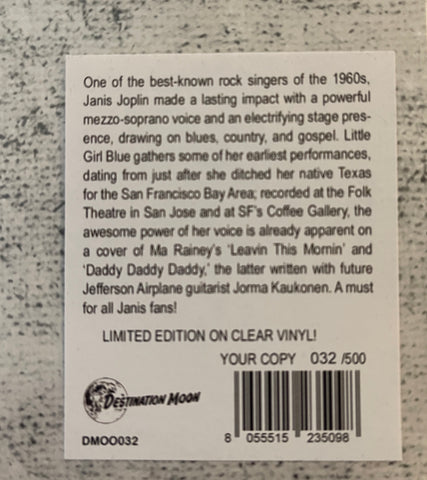 One of the best-known rock singers of the 1960s,
Janis Joplin made a lasting impact with a powerful
mezzo-soprano voice and an electrifying stage pres-
ence, drawing on blues, country, and gospel. Little
Girl Blue gathers some of her earliest performances,
dating from just after she ditched her native Texas
for the San Francisco Bay Area; recorded at the Folk
Theatre in San Jose and at SF's Coffee Gallery, the
awesome power of her voice is already apparent on
a cover of Ma Rainey's 'Leavin This Mornin' and
'Daddy Daddy Daddy,' the latter written with future
Jefferson Airplane guitarist Jorma Kaukonen. A must
for all Janis fans!
LIMITED EDITION ON CLEAR VINYL!
YOUR COPY 032 /500
DESTINATION MOON
DMOO032
8 055515 235098